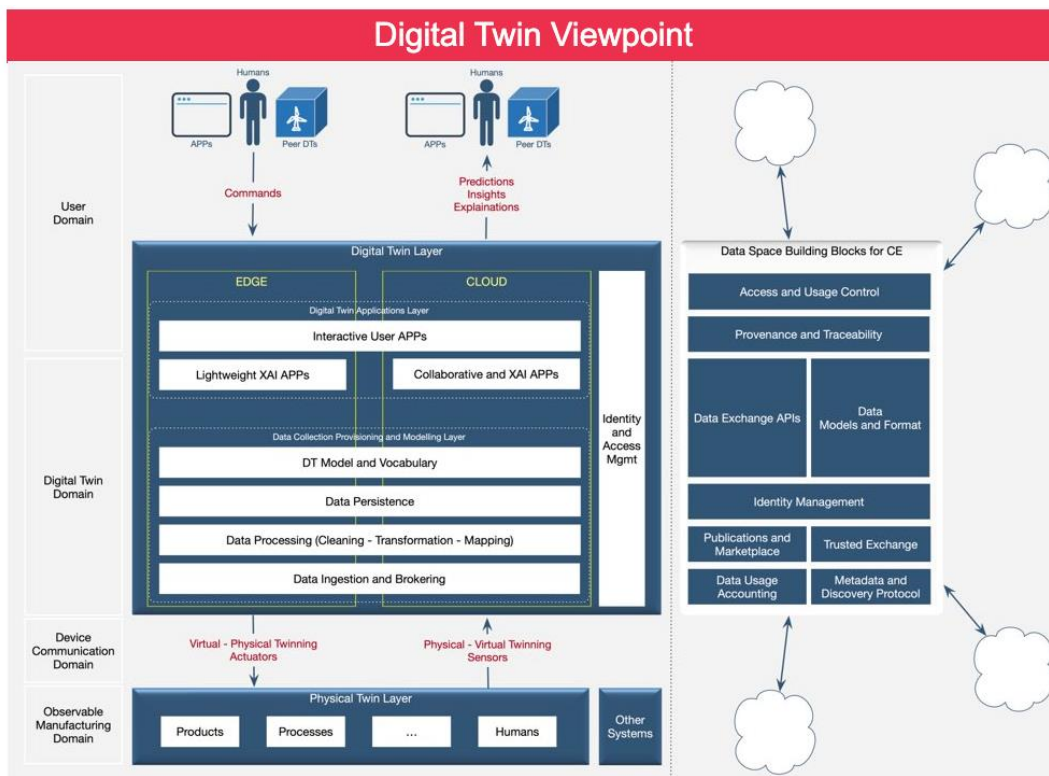 Digital Twin Viewpoint
Humans
Humans
APPs
Peer DTs
APPs
Peer DTs
Commands
Predictions
Insights
Explainations
User
Domain
Digital Twin
Domain
Device
Communication
Domain
Observable
Manufacturing
Domain
Digital Twin Layer
EDGE
CLOUD
Digital Twin Applications Layer
Interactive User APPs
Lightweight XAI APPs
Collaborative and XAI APPs
Data Collection Provisioning and Modelling Layer
DT Model and Vocabulary
Data Persistence
Data Processing (Cleaning - Transformation - Mapping)
Data Ingestion and Brokering
Identity
and
Access
Mgmt
Virtual - Physical Twinning
Actuators
Physical - Virtual Twinning
Sensors
Physical Twin Layer
Products
Processes
...
Humans
Other
Systems
Data Space Building Blocks for CE
Access and Usage Control
Provenance and Traceability
Data Exchange APIs
Data
Models and Format
Identity Management
Publications and
Marketplace
Trusted Exchange
Data Usage
Accounting
Metadata and
Discovery Protocol